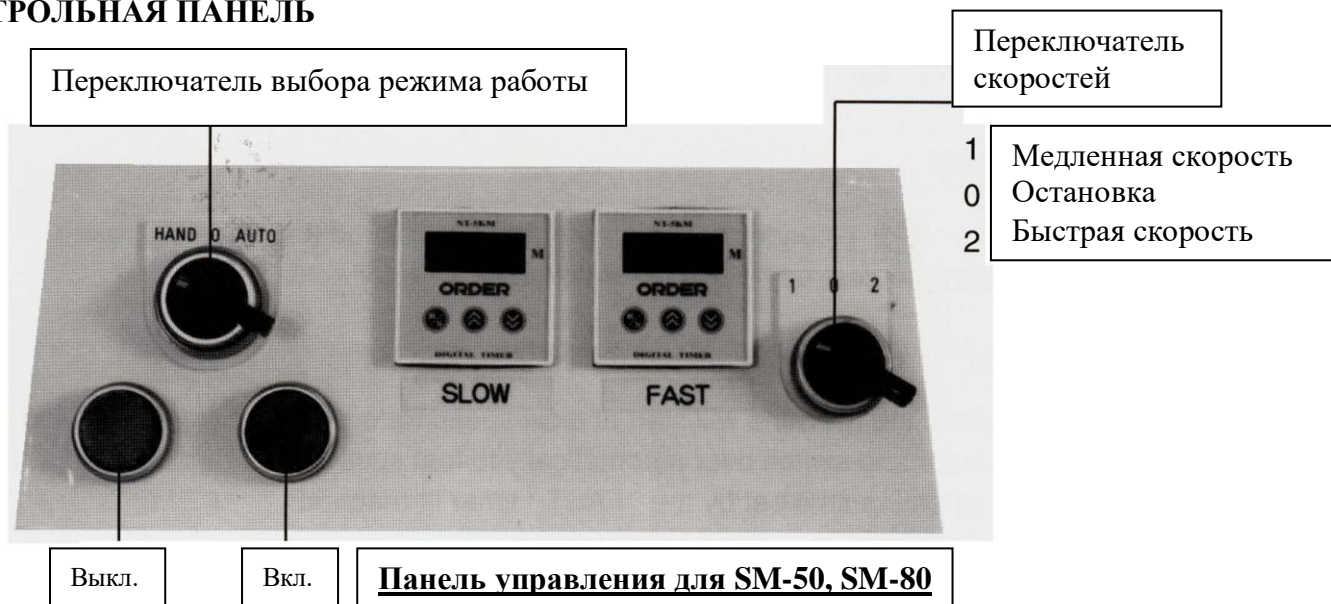 ТРОЛЬНАЯ ПАНЕЛЬ
Переключатель выбора режима работы
Переключатель
скоростей
1 Медленная скорость
0 Остановка
2 Быстрая скорость
HAND 0 AUTO
M
ORDER
DIGITAL TIMER
SLOW
M
ORDER
DIGITAL TIMER
FAST
1 0 2
Выкл.
Вкл.
Панель управления для SM-50, SM-80